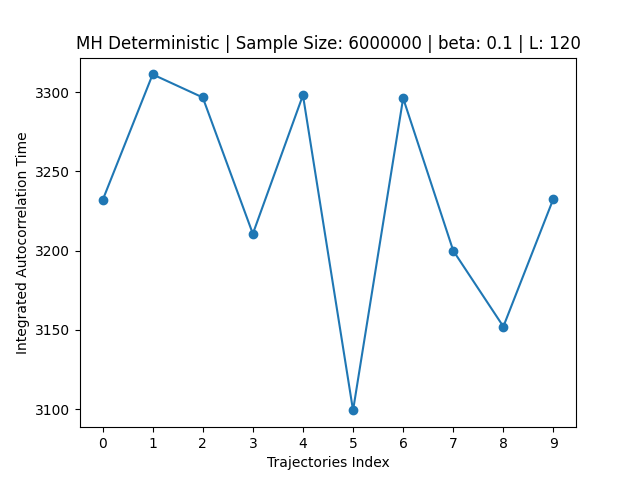 MH Deterministic | Sample Size: 6000000 | beta: 0.1 | L: 120
Integrated Autocorrelation Time
3300
3250
3200
3150
3100
0 1 2 3 4 5 6 7 8 9
Trajectories Index